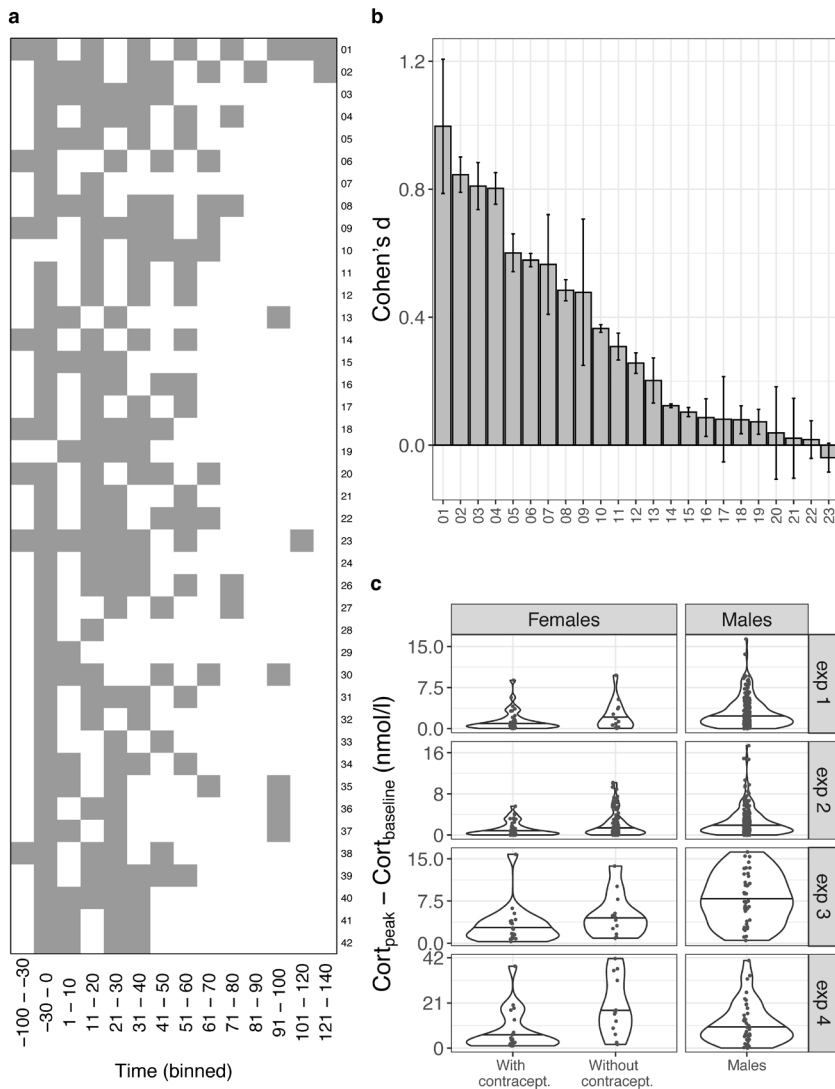 a
01
02
03
04
05
06
07
08
09
10
11
12
13
14
15
16
17
18
19
20
21
22
23
24
26
27
28
29
30
31
32
33
34
35
36
37
38
39
40
41
42
−100 – −30
−30 – 0
1 – 10
11 – 20
21 – 30
31 – 40
41 – 50
51 – 60
61 – 70
71 – 80
81 – 90
91 – 100
101 – 120
121 – 140
Time (binned)
b
Cohen's d
1.2
0.8
0.4
0.0
01
02
03
04
05
06
07
08
09
10
11
12
13
14
15
16
17
18
19
20
21
22
23
c
Females
Males
Cortpeak – Cortbaseline (nmol/l)
15.0
7.5
0.0
exp 1
16
8
0
exp 2
15.0
7.5
0.0
exp 3
42
21
0
exp 4
With contracept.
Without contracept.
Males